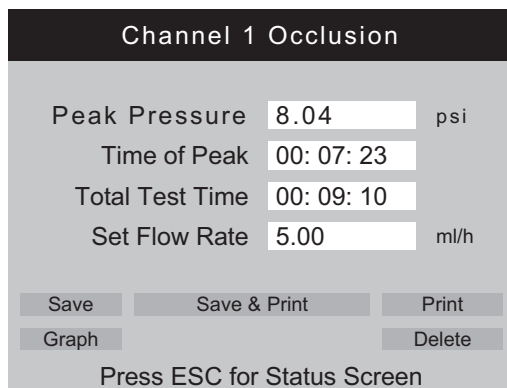 Channel 1 Occlusion
Peak Pressure 8.04 psi
Time of Peak 00: 07: 23
Total Test Time 00: 09: 10
Set Flow Rate 5.00 ml/h
Save Save & Print Print
Graph Delete
Press ESC for Status Screen